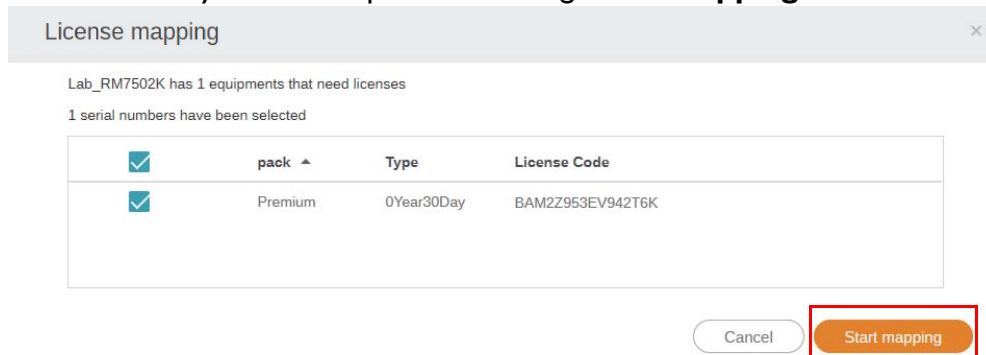 License mapping ×
Lab_RM7502K has 1 equipments that need licenses
1 serial numbers have been selected
pack Type License Code
Premium 0Year30Day BAM2Z953EV942T6K
Cancel Start mapping